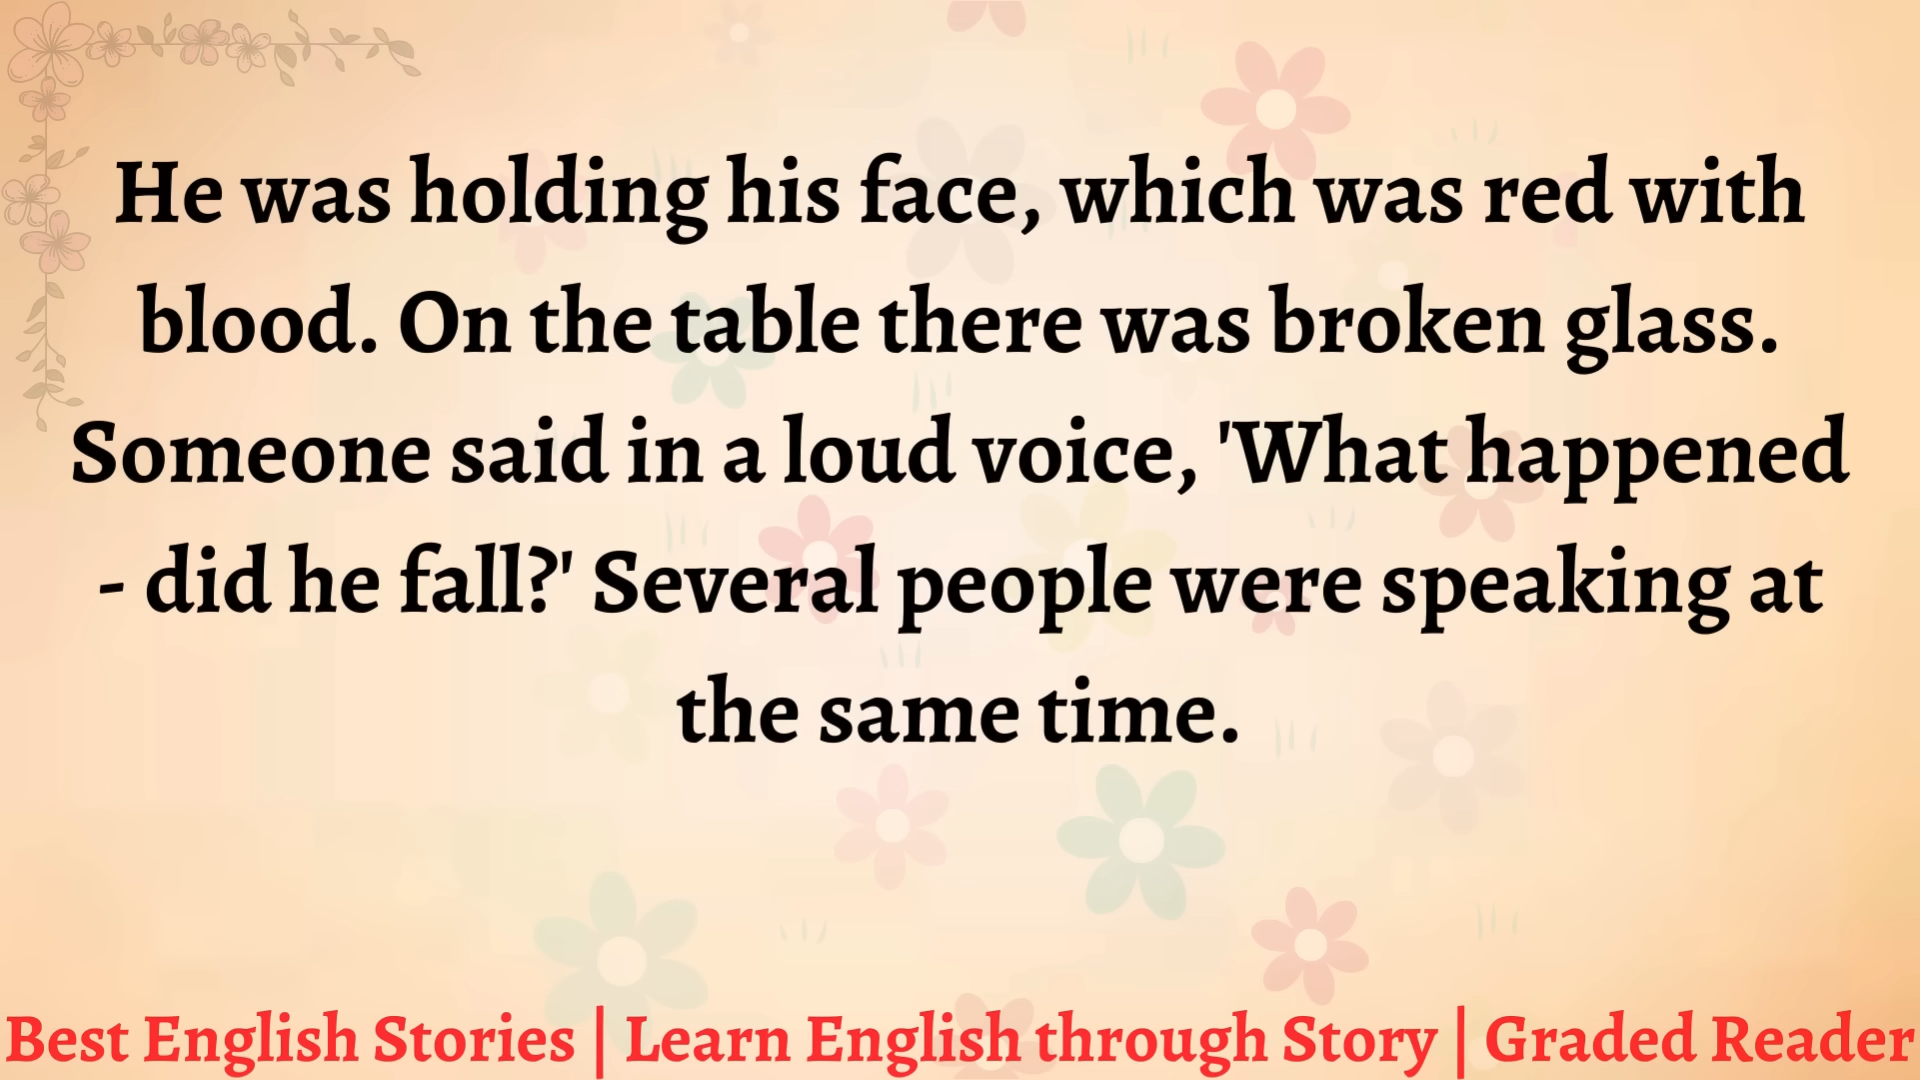 He was holding his face, which was red with
blood. On the table there was broken glass.
Someone said in a loud voice, 'What happened
- did he fall?' Several people were speaking at
the same time.
Best English Stories | Learn English through Story | Graded Reader